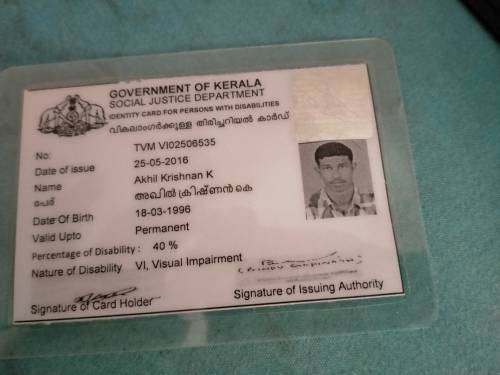 GOVERNMENT OF KERALA
SOCIAL JUSTICE DEPARTMENT
IDENTITY CARD FOR PERSONS WITH DISABILITIES
വികലാംഗർക്കുള്ള തിരിച്ചറിയൽ കാർഡ്
No: TVM VI02506535
Date of issue 25-05-2016
Name Akhil Krishnan K
പേര് അഖിൽ ക്രിഷ്ണൻ കെ
Date Of Birth 18-03-1996
Valid Upto Permanent
Percentage of Disability : 40 %
Nature of Disability VI, Visual Impairment
Signature of Card Holder
Signature of Issuing Authority